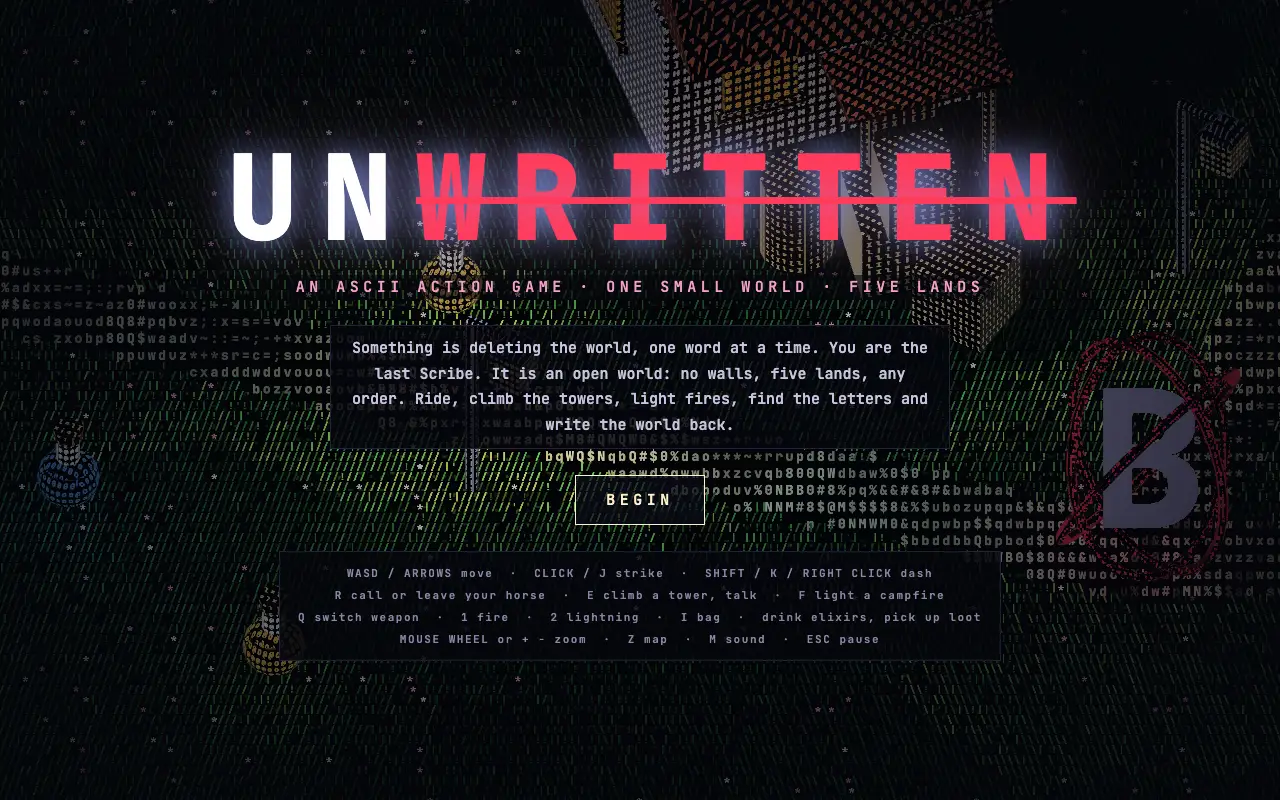 UNWRITTEN
AN ASCII ACTION GAME · ONE SMALL WORLD · FIVE LANDS
Something is deleting the world, one word at a time. You are the
last Scribe. It is an open world: no walls, five lands, any
order. Ride, climb the towers, light fires, find the letters and
write the world back.
BEGIN
B
WASD / ARROWS move · CLICK / J strike · SHIFT / K / RIGHT CLICK dash
R call or leave your horse · E climb a tower, talk · F light a campfire
Q switch weapon · 1 fire · 2 lightning · I bag · drink elixirs, pick up loot
MOUSE WHEEL or + - zoom · Z map · M sound · ESC pause